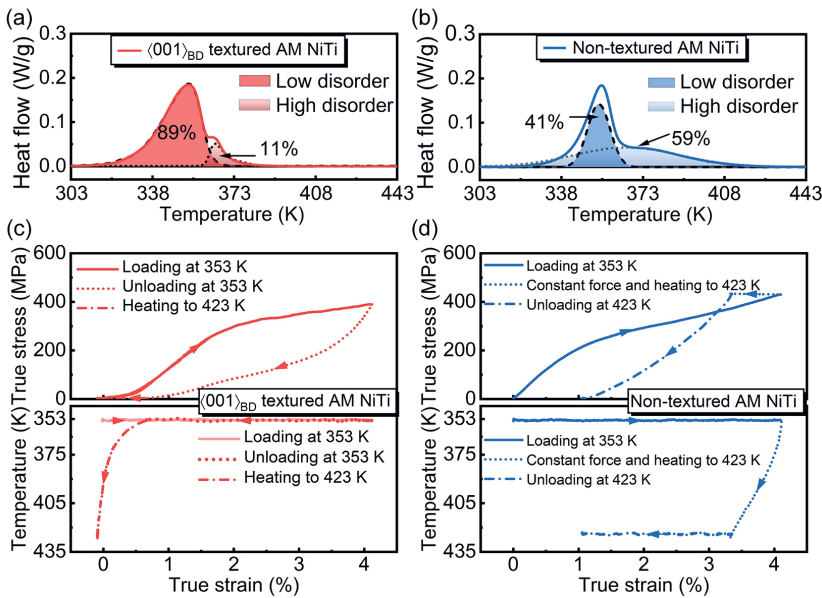 (a)
⟨001⟩BD textured AM NiTi
Low disorder
High disorder
89%
11%
Heat flow (W/g)
0.3
0.2
0.1
0.0
303 338 373 408 443
Temperature (K)
(b)
Non-textured AM NiTi
Low disorder
High disorder
41%
59%
Heat flow (W/g)
0.3
0.2
0.1
0.0
303 338 373 408 443
Temperature (K)
(c)
Loading at 353 K
Unloading at 353 K
Heating to 423 K
True stress (MPa)
600
400
200
0
⟨001⟩BD textured AM NiTi
Loading at 353 K
Unloading at 353 K
Heating to 423 K
Temperature (K)
353
375
405
435
0 1 2 3 4
True strain (%)
(d)
Loading at 353 K
Constant force and heating to 423 K
Unloading at 423 K
True stress (MPa)
600
400
200
0
Non-textured AM NiTi
Loading at 353 K
Constant force and heating to 423 K
Unloading at 423 K
Temperature (K)
353
375
405
435
0 1 2 3 4
True strain (%)